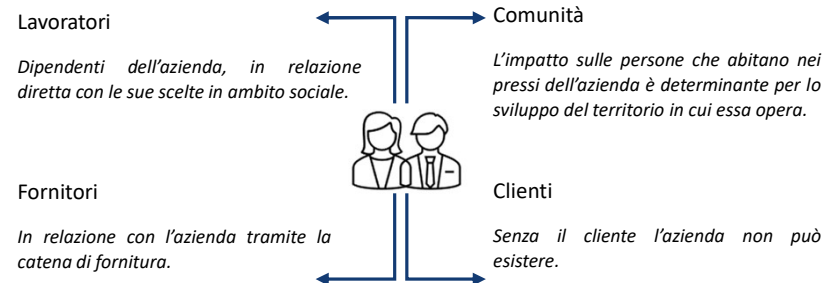 Lavoratori
Dipendenti dell’azienda, in relazione
diretta con le sue scelte in ambito sociale.
Comunità
L’impatto sulle persone che abitano nei
pressi dell’azienda è determinante per lo
sviluppo del territorio in cui essa opera.
Fornitori
In relazione con l’azienda tramite la
catena di fornitura.
Clienti
Senza il cliente l’azienda non può
esistere.